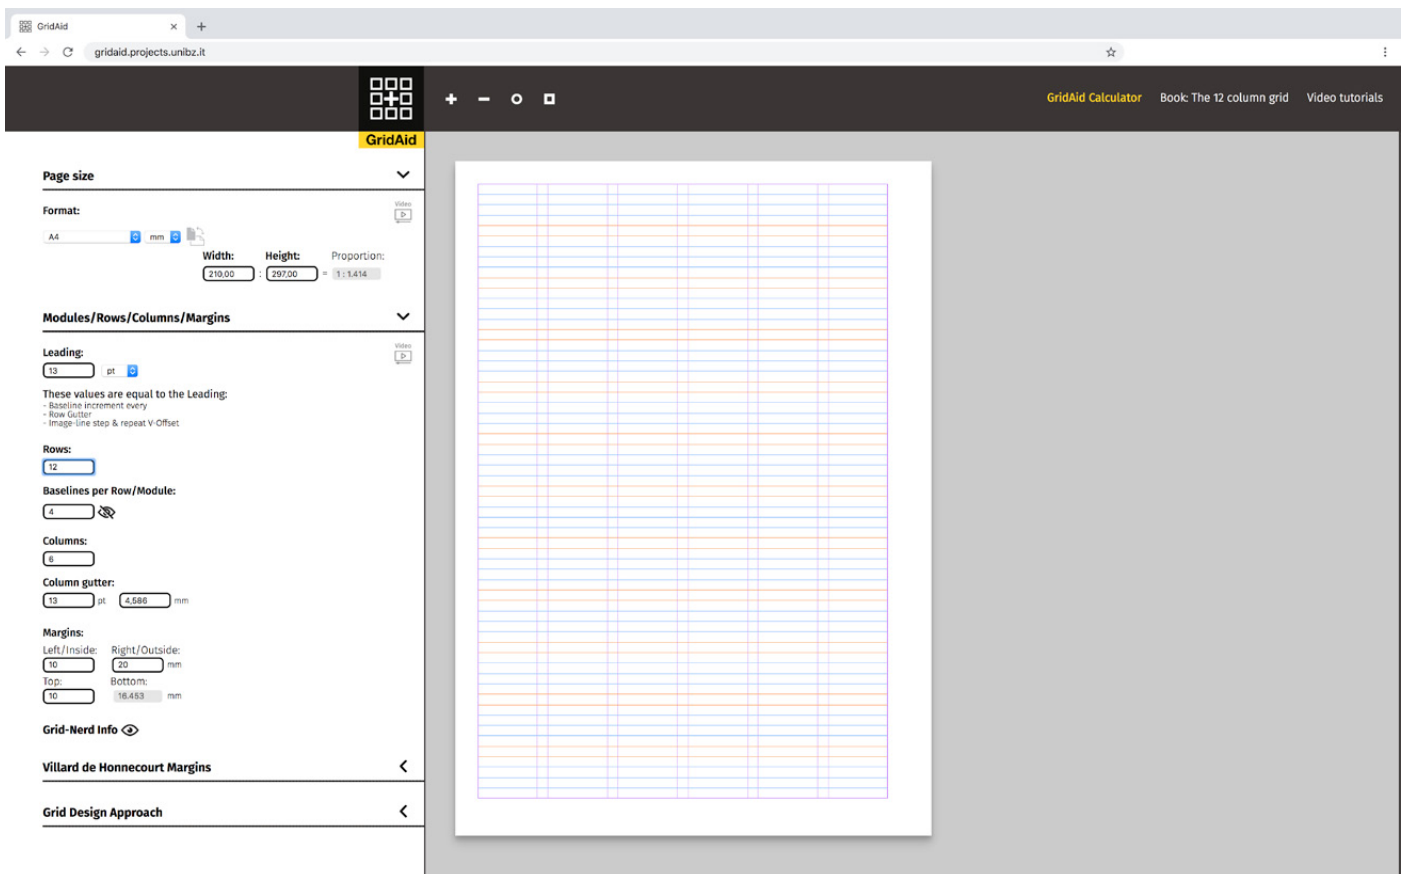 GridAid
gridaid.projects.unibz.it
GridAid Calculator Book: The 12 column grid Video tutorials
GridAid
Page size
Format:
Video
A4 mm
Width: Height: Proportion:
210,00 : 297,00 = 1 : 1.414
Modules/Rows/Columns/Margins
Leading:
Video
13 pt
These values are equal to the Leading:
- Baseline increment every
- Row Gutter
- Image-line step & repeat V-Offset
Rows:
12
Baselines per Row/Module:
4
Columns:
6
Column gutter:
13 pt 4,586 mm
Margins:
Left/Inside: Right/Outside:
10 20 mm
Top: Bottom:
10 16.453 mm
Grid-Nerd Info
Villard de Honnecourt Margins
Grid Design Approach